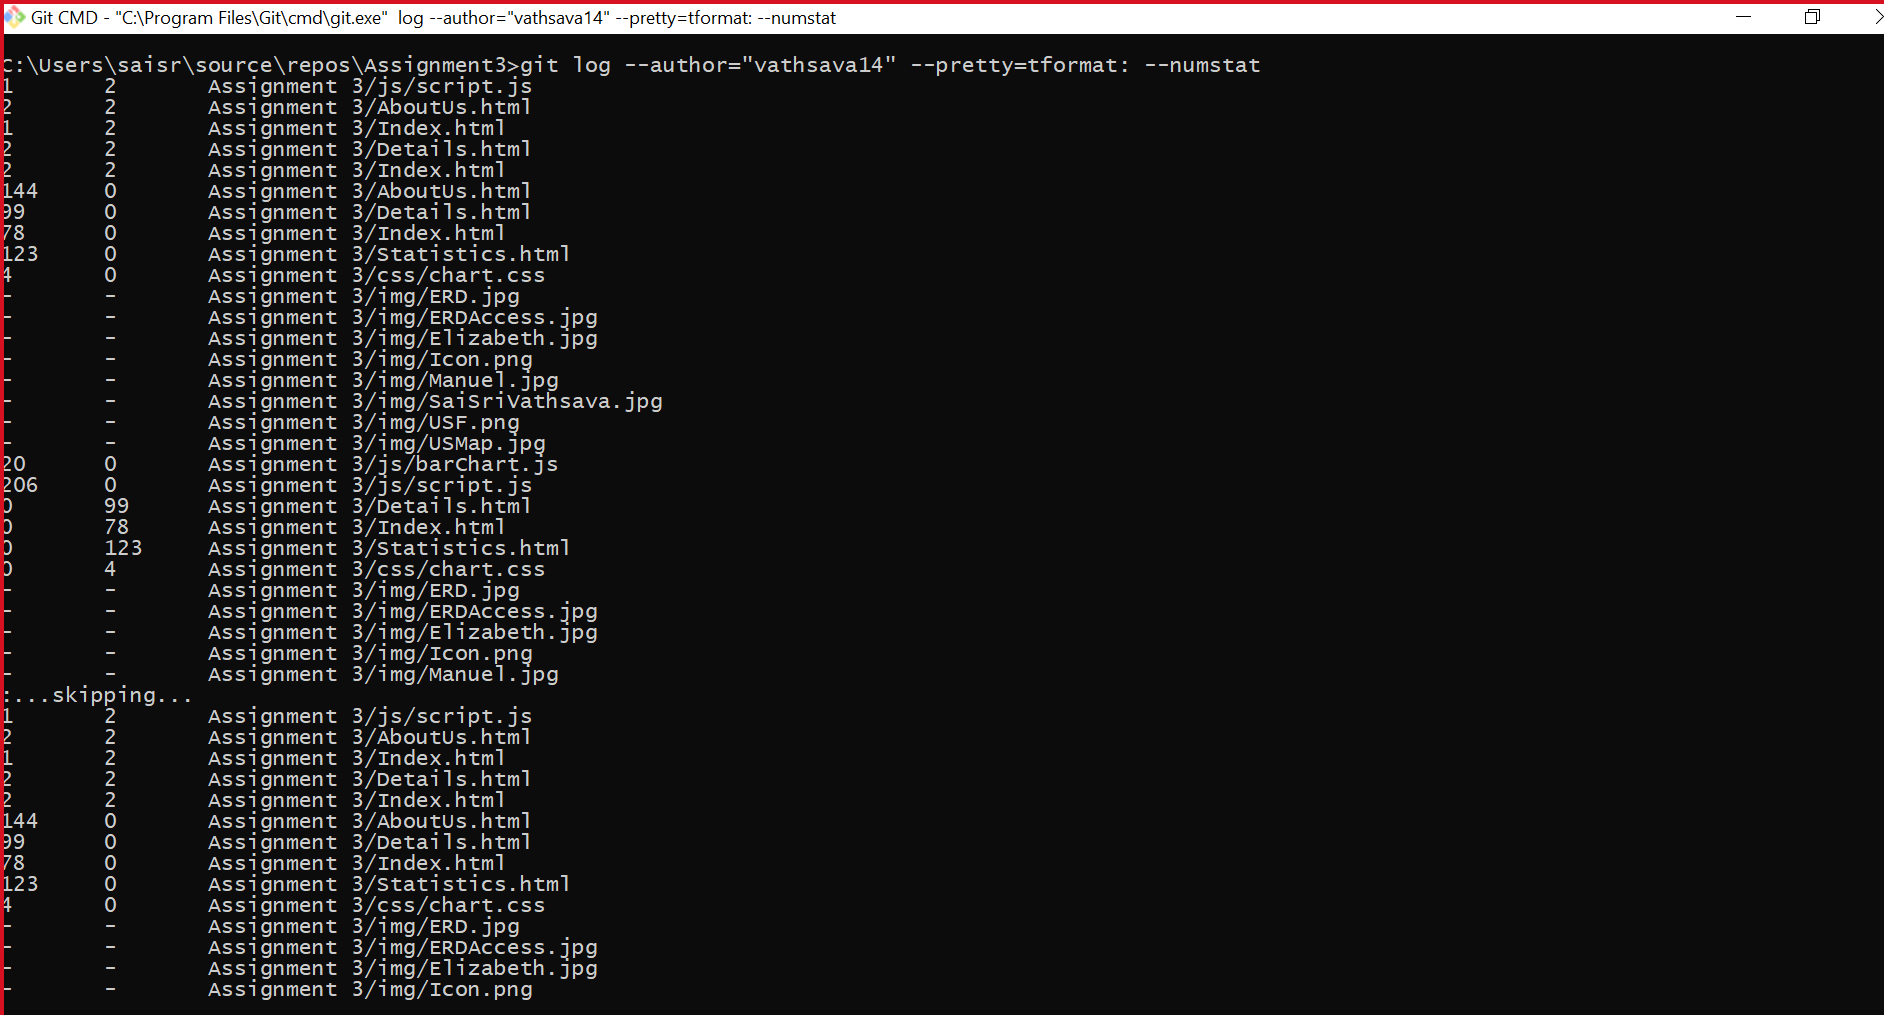 Git CMD - "C:\Program Files\Git\cmd\git.exe"  log --author="vathsava14" --pretty=tformat: --numstat
C:\Users\saisr\source\repos\Assignment3>git log --author="vathsava14" --pretty=tformat: --numstat
1	2	Assignment 3/js/script.js
2	2	Assignment 3/AboutUs.html
1	2	Assignment 3/Index.html
2	2	Assignment 3/Details.html
2	2	Assignment 3/Index.html
144	0	Assignment 3/AboutUs.html
99	0	Assignment 3/Details.html
78	0	Assignment 3/Index.html
123	0	Assignment 3/Statistics.html
4	0	Assignment 3/css/chart.css
-	-	Assignment 3/img/ERD.jpg
-	-	Assignment 3/img/ERDAccess.jpg
-	-	Assignment 3/img/Elizabeth.jpg
-	-	Assignment 3/img/Icon.png
-	-	Assignment 3/img/Manuel.jpg
-	-	Assignment 3/img/SaiSriVathsava.jpg
-	-	Assignment 3/img/USF.png
-	-	Assignment 3/img/USMap.jpg
20	0	Assignment 3/js/barChart.js
206	0	Assignment 3/js/script.js
0	99	Assignment 3/Details.html
0	78	Assignment 3/Index.html
0	123	Assignment 3/Statistics.html
0	4	Assignment 3/css/chart.css
-	-	Assignment 3/img/ERD.jpg
-	-	Assignment 3/img/ERDAccess.jpg
-	-	Assignment 3/img/Elizabeth.jpg
-	-	Assignment 3/img/Icon.png
-	-	Assignment 3/img/Manuel.jpg
:...skipping...
1	2	Assignment 3/js/script.js
2	2	Assignment 3/AboutUs.html
1	2	Assignment 3/Index.html
2	2	Assignment 3/Details.html
2	2	Assignment 3/Index.html
144	0	Assignment 3/AboutUs.html
99	0	Assignment 3/Details.html
78	0	Assignment 3/Index.html
123	0	Assignment 3/Statistics.html
4	0	Assignment 3/css/chart.css
-	-	Assignment 3/img/ERD.jpg
-	-	Assignment 3/img/ERDAccess.jpg
-	-	Assignment 3/img/Elizabeth.jpg
-	-	Assignment 3/img/Icon.png